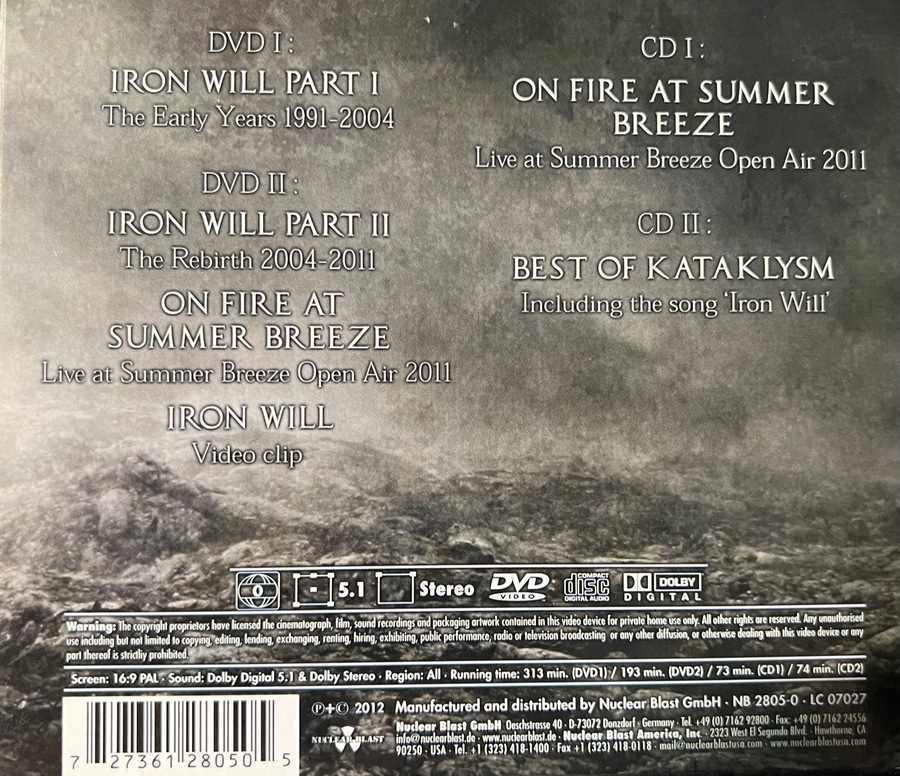 DVD I :
IRON WILL PART I
The Early Years 1991-2004
DVD II :
IRON WILL PART II
The Rebirth 2004-2011
ON FIRE AT
SUMMER BREEZE
Live at Summer Breeze Open Air 2011
IRON WILL
Video clip
CD I :
ON FIRE AT SUMMER
BREEZE
Live at Summer Breeze Open Air 2011
CD II :
BEST OF KATAKLYSM
Including the song 'Iron Will'
0 5.1 Stereo DVD VIDEO COMPACT disc DIGITAL AUDIO DOLBY DIGITAL
Warning: The copyright proprietors have licensed the cinematograph, film, sound recordings and packaging artwork contained in this video device for private home use only. All other rights are reserved. Any unauthorised
use including but not limited to copying, editing, lending, exchanging, renting, hiring, exhibiting, public performance, radio or television broadcasting or any other diffusion, or otherwise dealing with this video device or any
part thereof is strictliy prohibited.
Screen: 16:9 PAL · Sound: Dolby Digital 5.1 & Dolby Stereo · Region: All · Running time: 313 min. (DVD1) / 193 min. (DVD2) / 73 min. (CD1) / 74 min. (CD2)
7 27361 28050 5
NUCLEAR BLAST
℗+© 2012 Manufactured and distributed by Nuclear Blast GmbH · NB 2805-0 · LC 07027
Nuclear Blast GmbH Oeschstrasse 40 · D-73072 Donzdorf · Germany · Tel. +49 (0) 7162 92800 · Fax: +49 (0) 7162 24556
info@nuclearblast.de · www.nuclearblast.de · Nuclear Blast America, Inc. · 12055 West El Segundo Blvd. · Hawthorne, CA
90250 · USA · Tel. +1 (323) 418-1400 · Fax +1 (323) 418-0118 · mail@nuclearblastusa.com · www.nuclearblastusa.com